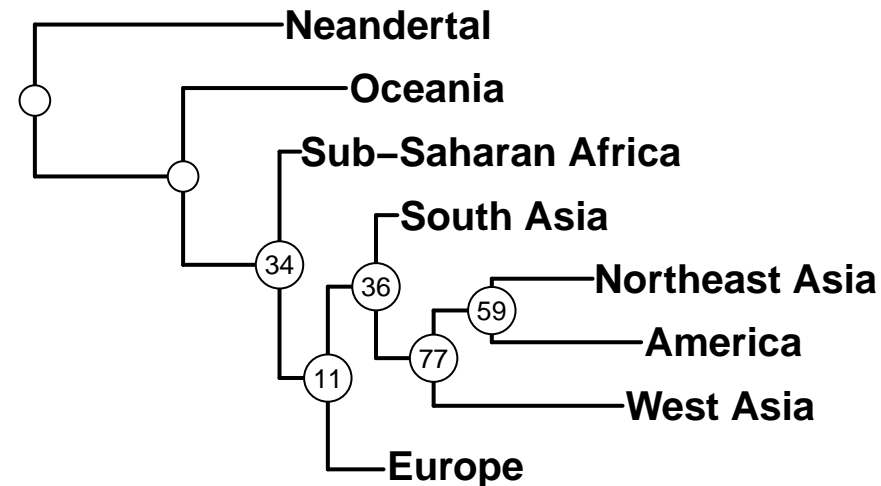 Neandertal
Oceania
Sub−Saharan Africa
South Asia
34
36
Northeast Asia
59
America
77
11
West Asia
Europe